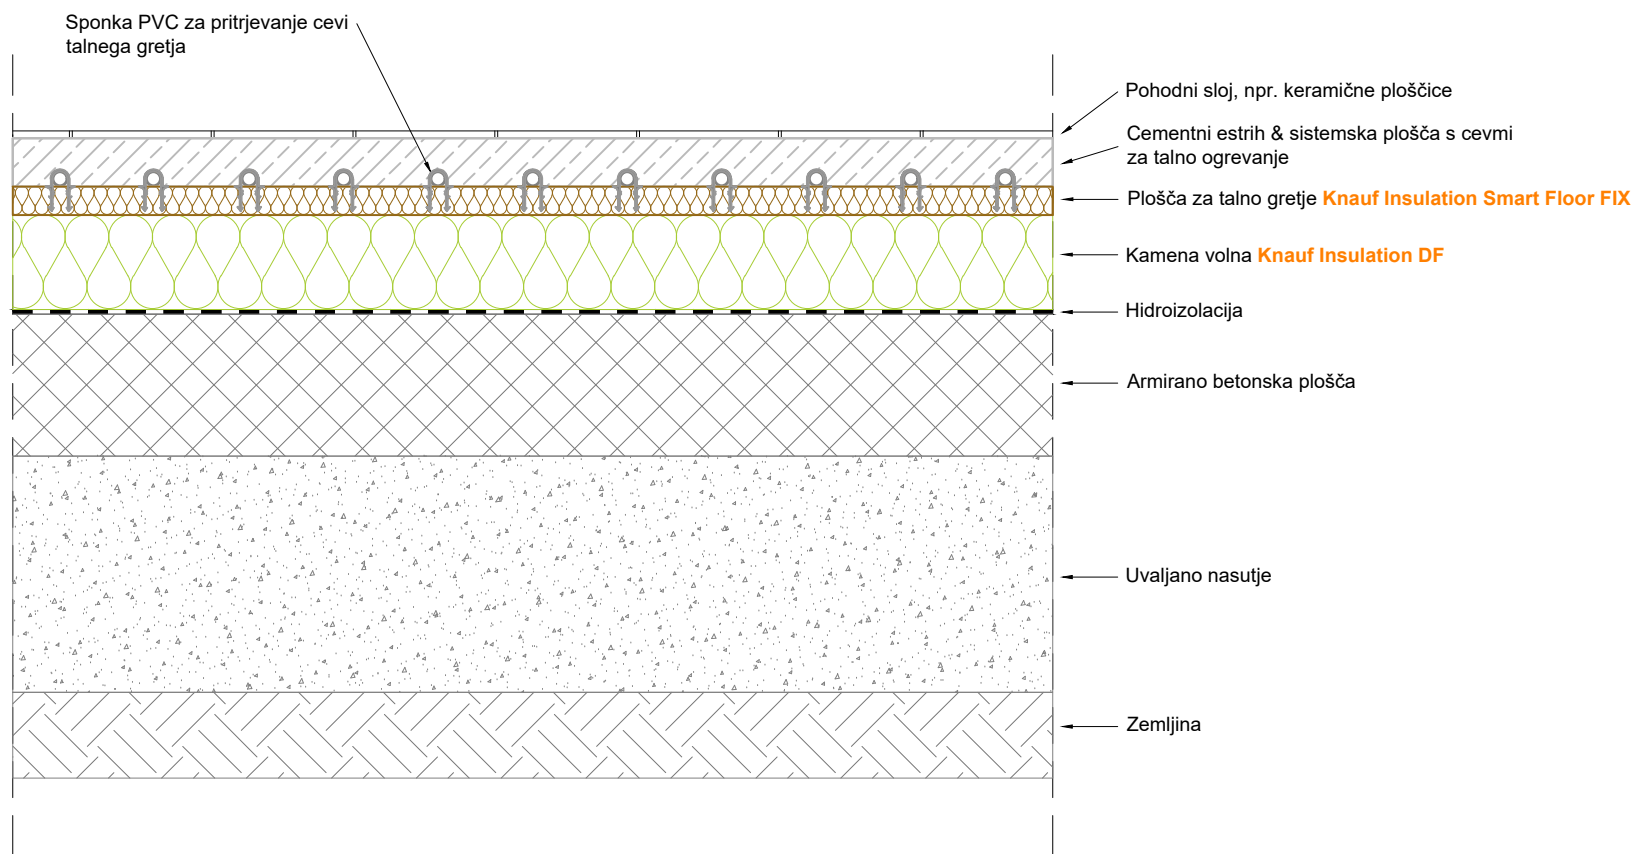 Sponka PVC za pritrjevanje cevi
talnega gretja
Pohodni sloj, npr. keramične ploščice
Cementni estrih & sistemska plošča s cevmi
za talno ogrevanje
Plošča za talno gretje Knauf Insulation Smart Floor FIX
Kamena volna Knauf Insulation DF
Hidroizolacija
Armirano betonska plošča
Uvaljano nasutje
Zemljina